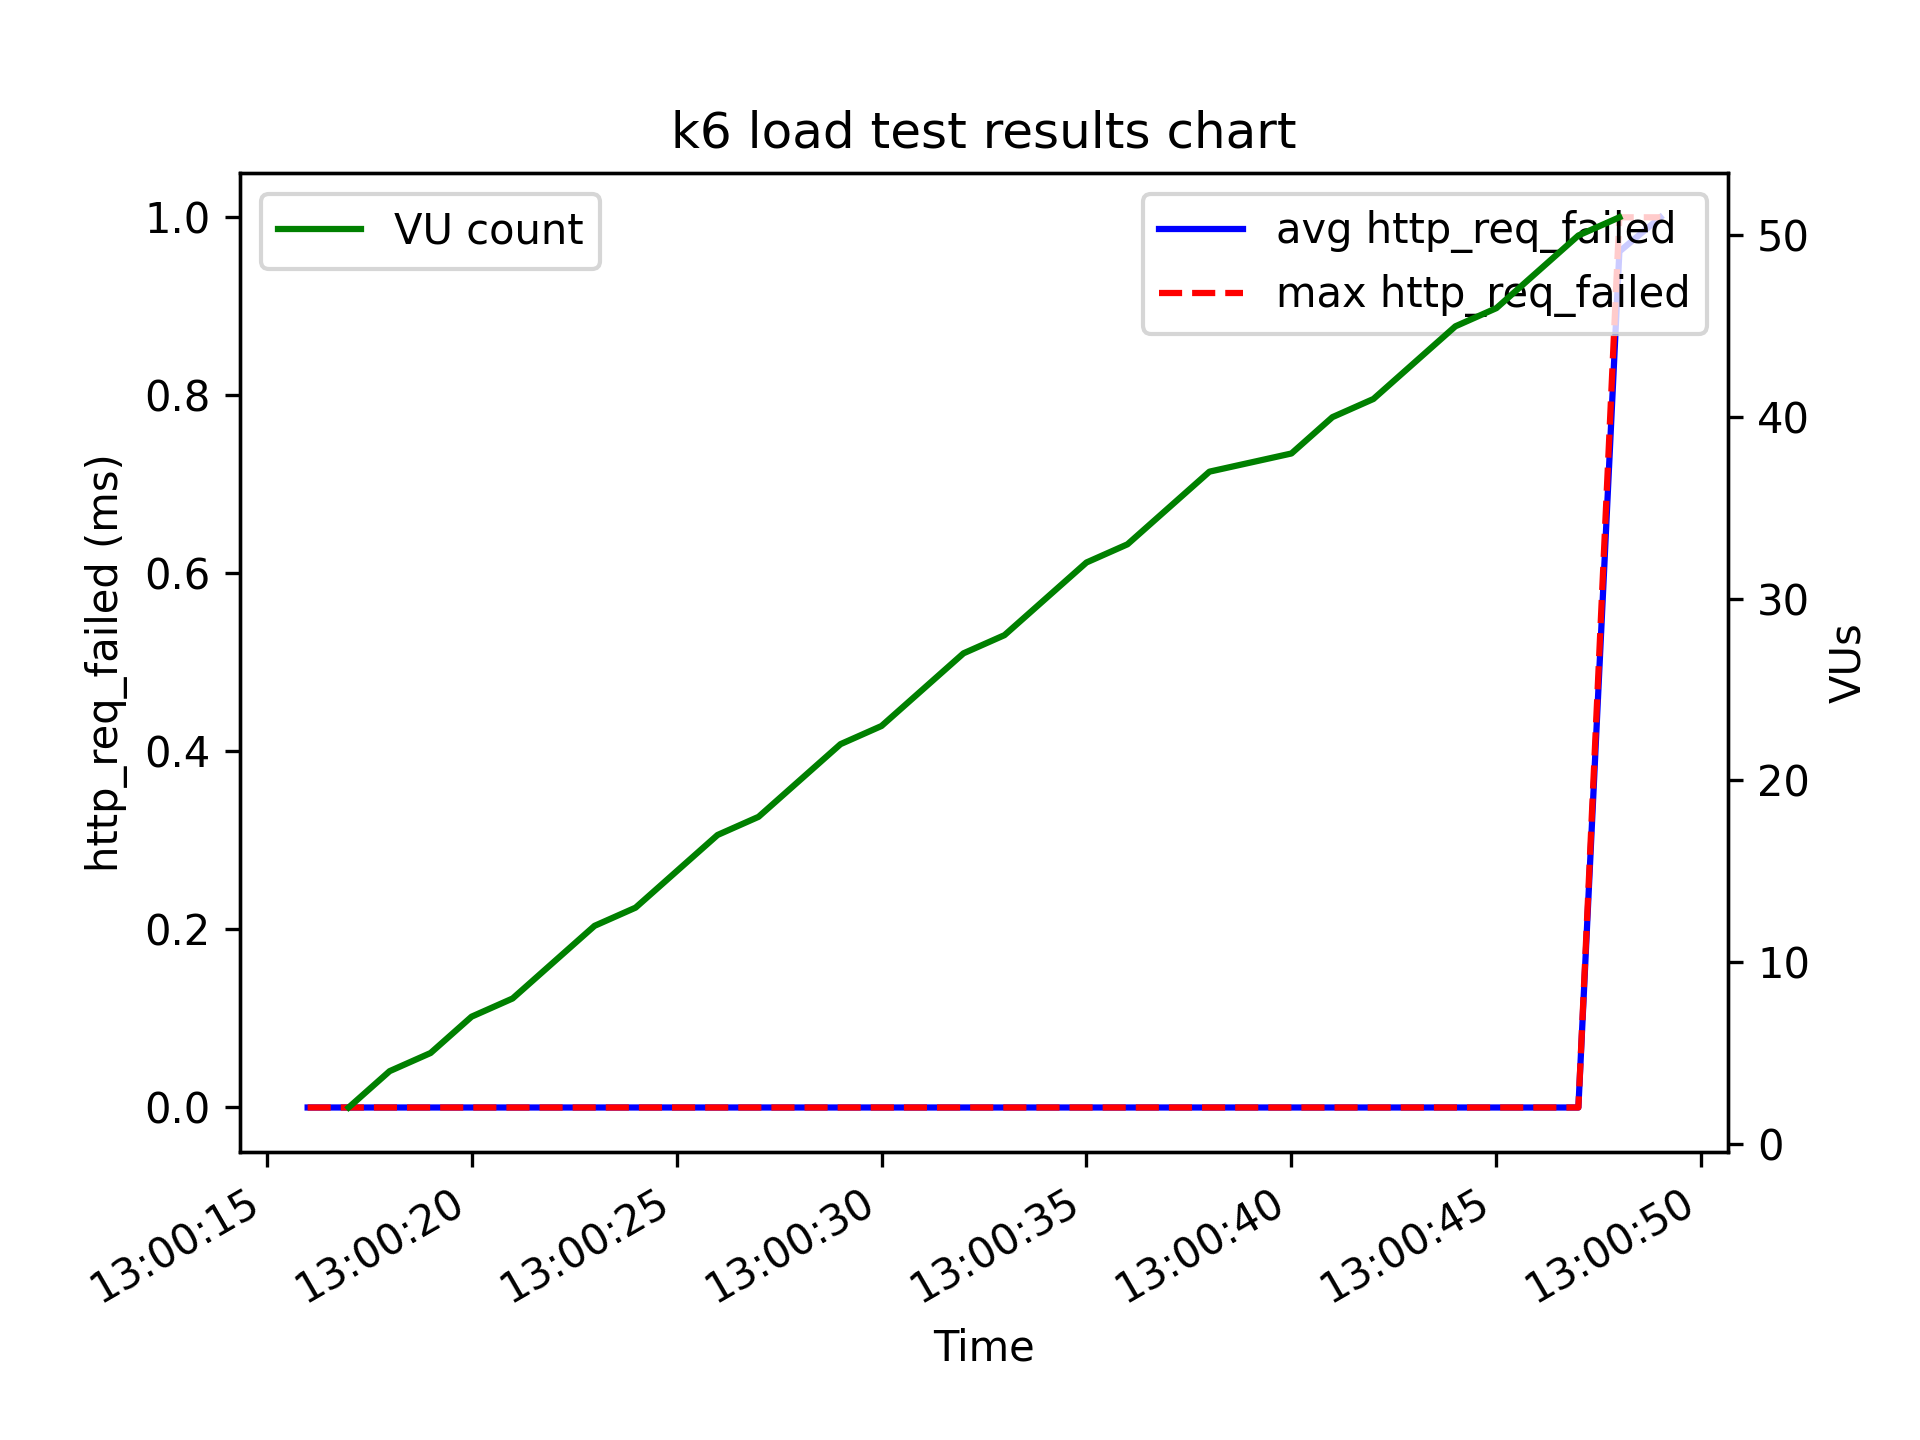 k6 load test results chart
VU count
avg http_req_failed
max http_req_failed
1.0
0.8
0.6
0.4
0.2
0.0
http_req_failed (ms)
50
40
30
20
10
0
VUs
13:00:15
13:00:20
13:00:25
13:00:30
13:00:35
13:00:40
13:00:45
13:00:50
Time